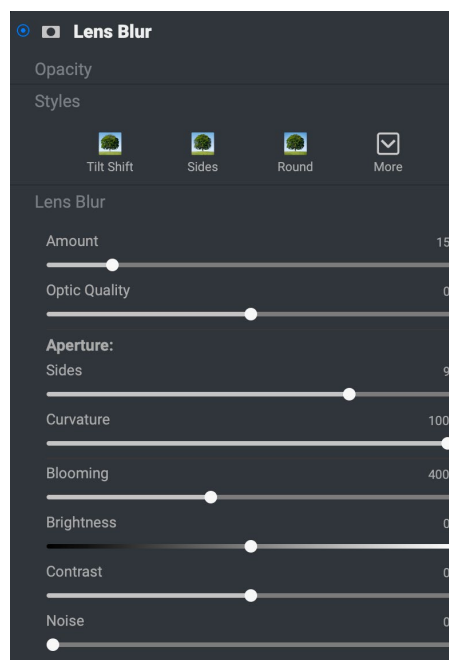 Lens Blur
Opacity
Styles
Tilt Shift Sides Round More
Lens Blur
Amount 15
Optic Quality 0
Aperture:
Sides 9
Curvature 100
Blooming 400
Brightness 0
Contrast 0
Noise 0